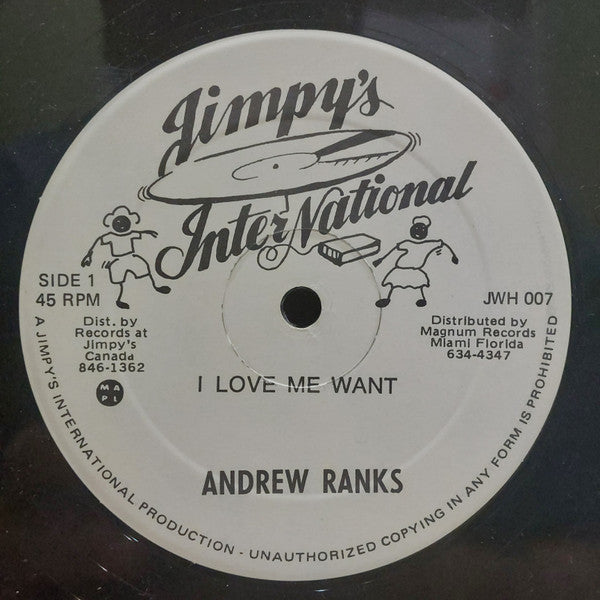 Jimpy's
InterNational
SIDE 1
45 RPM
Dist. by
Records at
Jimpy's
Canada
846-1362
M A
P L
JWH 007
Distributed by
Magnum Records
Miami Florida
634-4347
I LOVE ME WANT
ANDREW RANKS
A JIMPY'S INTERNATIONAL PRODUCTION - UNAUTHORIZED COPYING IN ANY FORM IS PROHIBITED